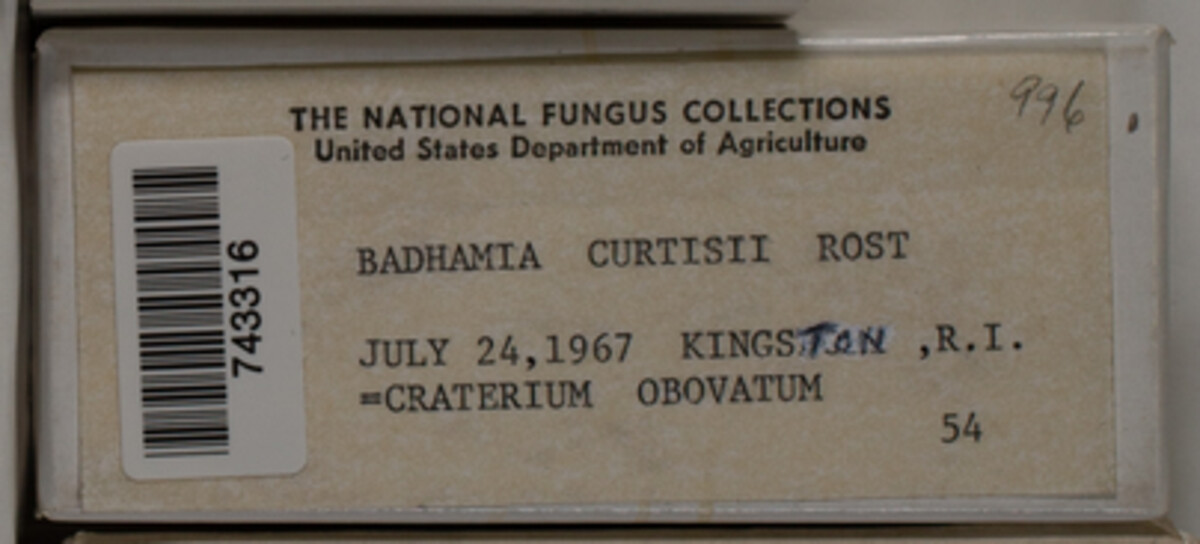 996
THE NATIONAL FUNGUS COLLECTIONS
United States Department of Agriculture
743316
BADHAMIA CURTISII ROST
JULY 24,1967 KINGSTON ,R.I.
=CRATERIUM OBOVATUM
54